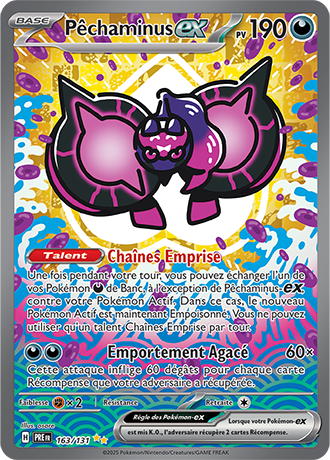 BASE Pêchaminus ex PV 190
Talent Chaînes Emprise
Une fois pendant votre tour, vous pouvez échanger l'un de
vos Pokémon de Banc, à l'exception de Pêchaminus-ex,
contre votre Pokémon Actif. Dans ce cas, le nouveau
Pokémon Actif est maintenant Empoisonné. Vous ne pouvez
utiliser qu'un talent Chaînes Emprise par tour.
Emportement Agacé 60×
Cette attaque inflige 60 dégâts pour chaque carte
Récompense que votre adversaire a récupérée.
Faiblesse ×2 Résistance Retraite
Illus. osore
Règle des Pokémon-ex
Lorsque votre Pokémon-ex
est mis K.O., l'adversaire récupère 2 cartes Récompense.
H PRE FR 163/131
©2025 Pokémon/Nintendo/Creatures/GAME FREAK